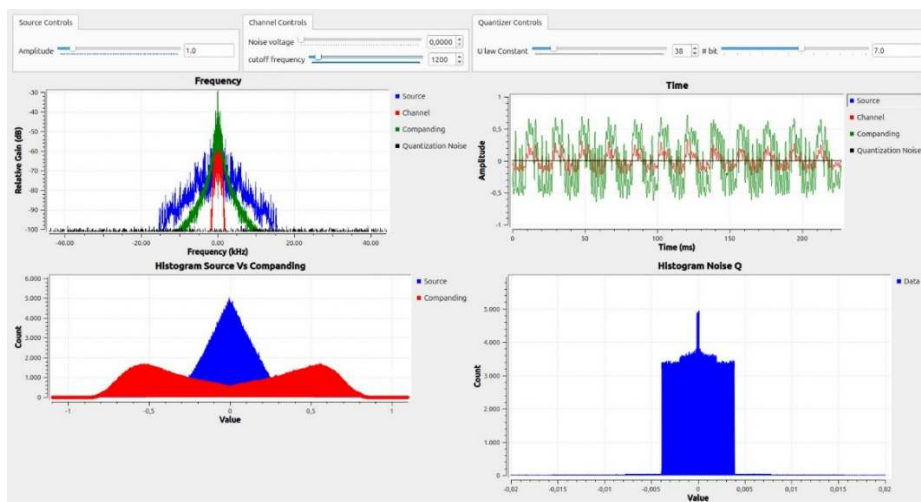 Source Controls
Amplitude
1.0
Channel Controls
Noise voltage
0,0000
cutoff frequency
1200
Quantizer Controls
U law Constant
38
# bit
7.0
Frequency
Relative Gain (dB)
-30
-40
-50
-60
-70
-80
-90
-100
-40.00
-20.00
0.00
20.00
40.00
Frequency (kHz)
Source
Channel
Companding
Quantization Noise
Time
Amplitude
1
0,5
0
-0,5
-1
0
50
100
150
200
Time (ms)
Source
Channel
Companding
Quantization Noise
Histogram Source Vs Companding
Count
6.000
5.000
4.000
3.000
2.000
1.000
0
-1
-0,5
0
0,5
1
Value
Source
Companding
Histogram Noise Q
Count
5.000
4.000
3.000
2.000
1.000
0
-0,02
-0,015
-0,01
-0,005
0
0,005
0,01
0,015
0,02
Value
Data